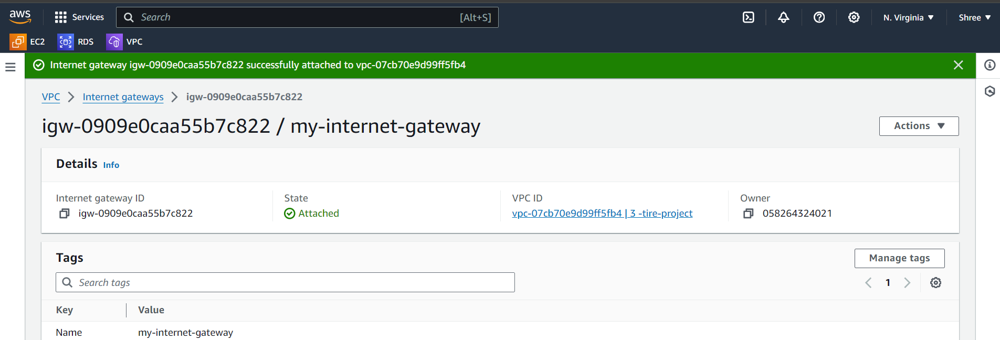 aws Services Search [Alt+S] N. Virginia Shree
EC2 RDS VPC
Internet gateway igw-0909e0caa55b7c822 successfully attached to vpc-07cb70e9d99ff5fb4
VPC Internet gateways igw-0909e0caa55b7c822
igw-0909e0caa55b7c822 / my-internet-gateway
Actions
Details Info
Internet gateway ID State VPC ID Owner
igw-0909e0caa55b7c822 Attached vpc-07cb70e9d99ff5fb4 | 3 -tire-project 058264324021
Tags
Manage tags
Search tags
1
Key Value
Name my-internet-gateway